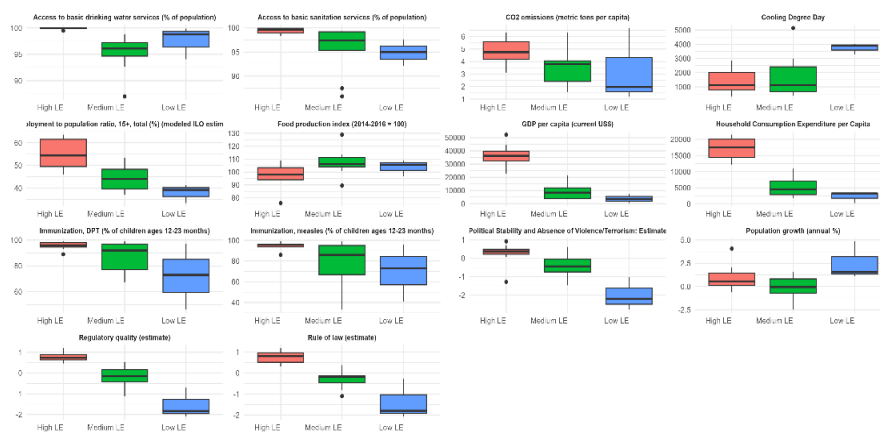 Access to basic drinking water services (% of population)
100
95
90
High LE Medium LE Low LE
Access to basic sanitation services (% of population)
100
95
90
High LE Medium LE Low LE
CO2 emissions (metric tons per capita)
6
5
4
3
2
1
High LE Medium LE Low LE
Cooling Degree Day
5000
4000
3000
2000
1000
0
High LE Medium LE Low LE
loyment to population ratio, 15+, total (%) (modeled ILO estim
60
50
40
High LE Medium LE Low LE
Food production index (2014-2016 = 100)
130
120
110
100
90
80
High LE Medium LE Low LE
GDP per capita (current US$)
50000
40000
30000
20000
10000
0
High LE Medium LE Low LE
Household Consumption Expenditure per Capita
20000
15000
10000
5000
0
High LE Medium LE Low LE
Immunization, DPT (% of children ages 12-23 months)
100
80
60
High LE Medium LE Low LE
Immunization, measles (% of children ages 12-23 months)
100
80
60
40
High LE Medium LE Low LE
Political Stability and Absence of Violence/Terrorism: Estimate
1
0
-2
High LE Medium LE Low LE
Population growth (annual %)
5.0
2.5
0.0
-2.5
High LE Medium LE Low LE
Regulatory quality (estimate)
1
0
-1
-2
High LE Medium LE Low LE
Rule of law (estimate)
1
0
-1
-2
High LE Medium LE Low LE